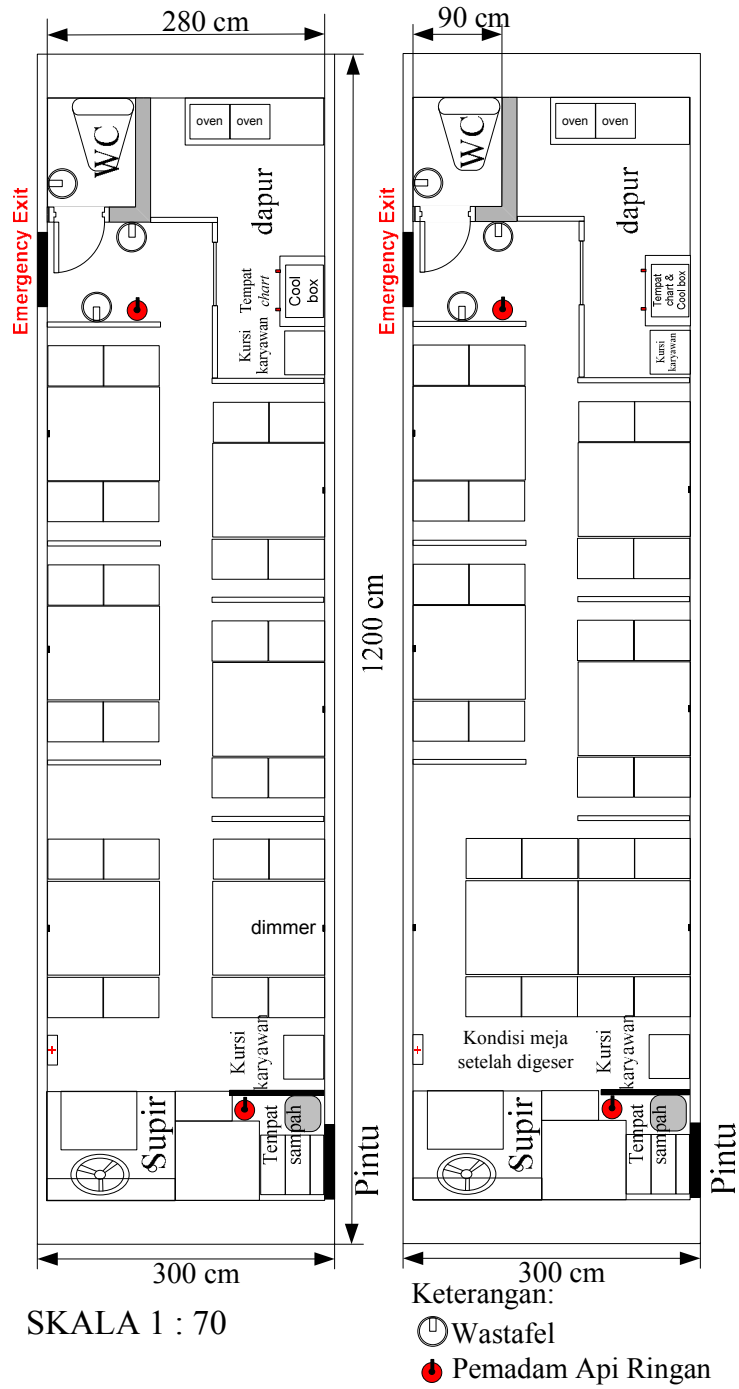 280 cm
90 cm
oven
oven
WC
dapur
Emergency Exit
Tempat
chart
Cool
box
Kursi
karyawan
1200 cm
dimmer
Kursi
karyawan
Supir
Tempat
sampah
Pintu
300 cm
SKALA 1 : 70
oven
oven
WC
dapur
Emergency Exit
Tempat
chart &
Cool box
Kursi
karyawan
Kondisi meja
setelah digeser
Kursi
karyawan
Supir
Tempat
sampah
Pintu
300 cm
Keterangan:
Wastafel
Pemadam Api Ringan